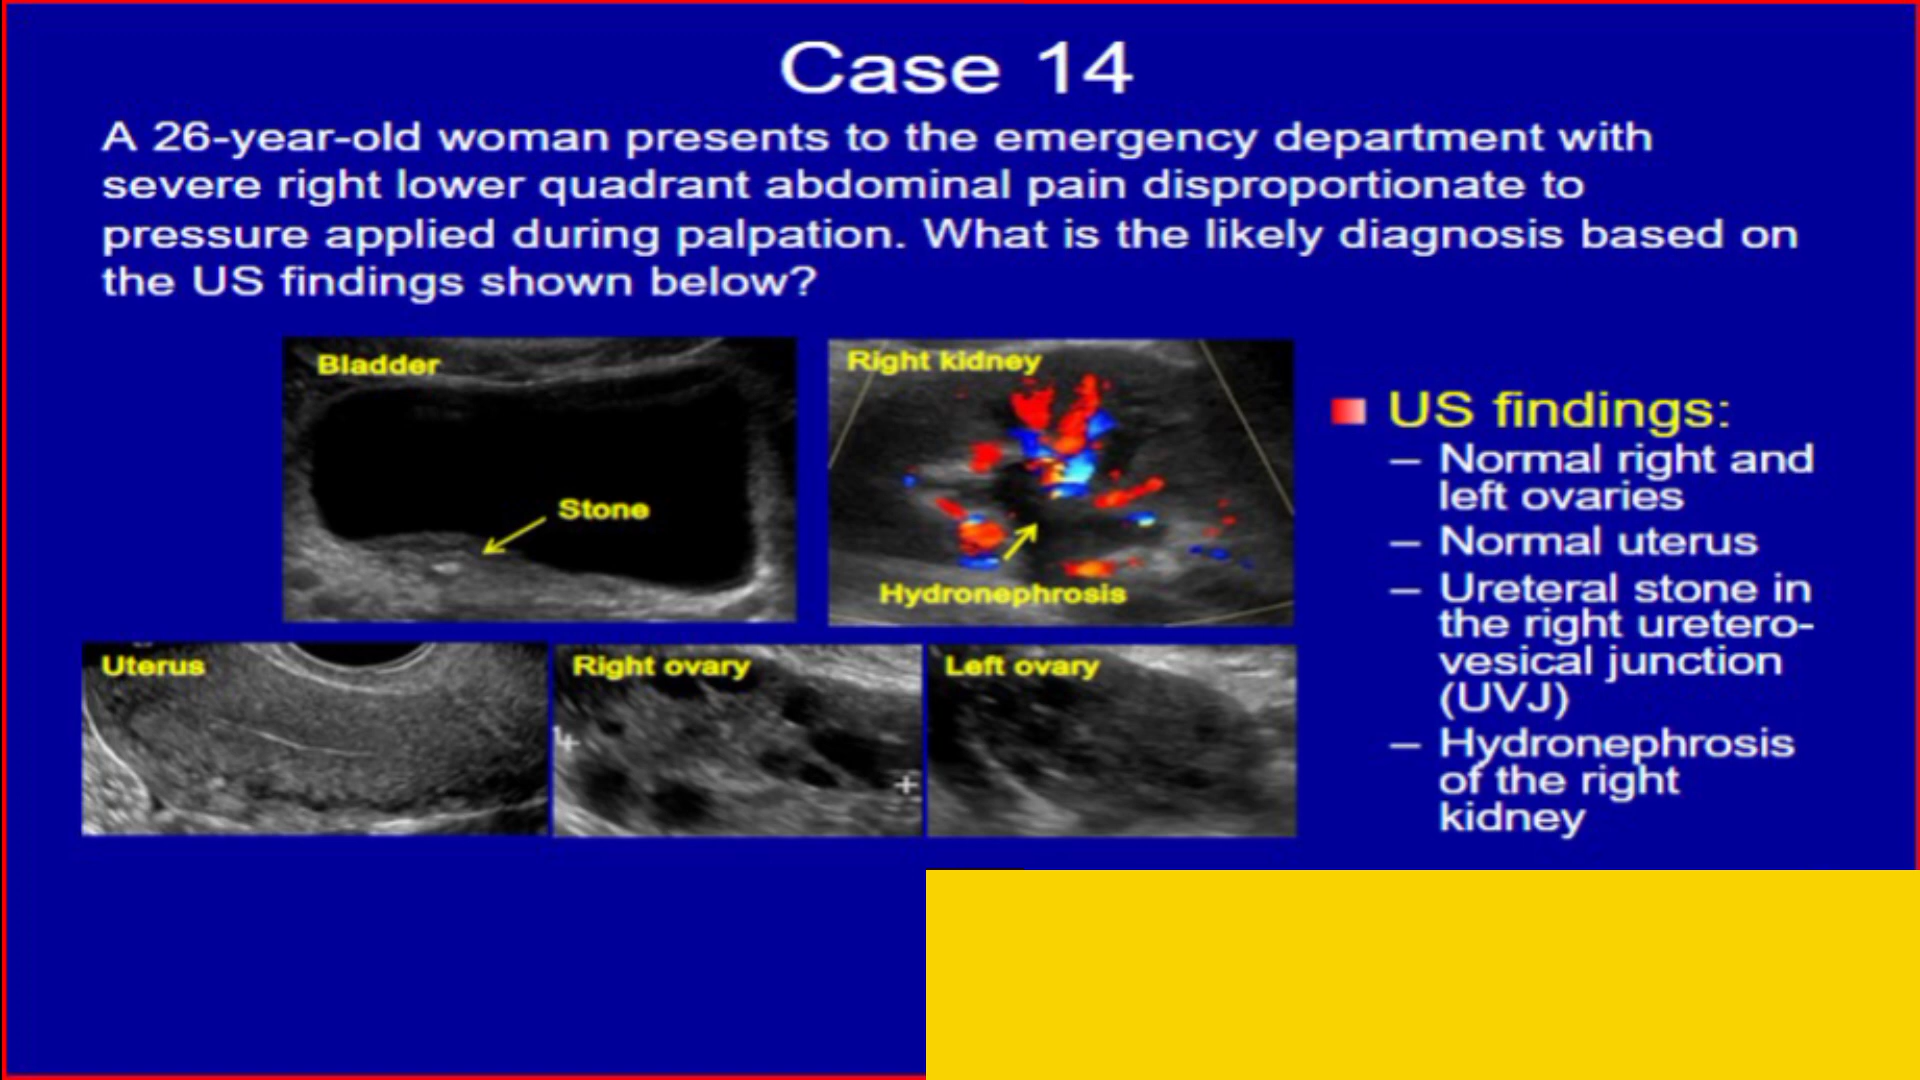 Case 14
A 26-year-old woman presents to the emergency department with
severe right lower quadrant abdominal pain disproportionate to
pressure applied during palpation. What is the likely diagnosis based on
the US findings shown below?
Bladder
Stone
Right kidney
Hydronephrosis
Uterus
Right ovary
Left ovary
US findings:
– Normal right and
left ovaries
– Normal uterus
– Ureteral stone in
the right uretero-
vesical junction
(UVJ)
– Hydronephrosis
of the right
kidney